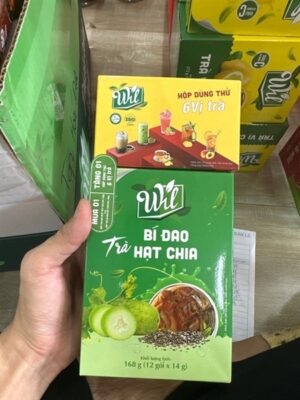 Wil
HỘP DÙNG THỬ
6 Vị trà
MUA 01
TẶNG 01
Wil
Trà
BÍ ĐAO
HẠT CHIA
Khối lượng tịnh:
168 g (12 gói x 14 g)
TRÀ